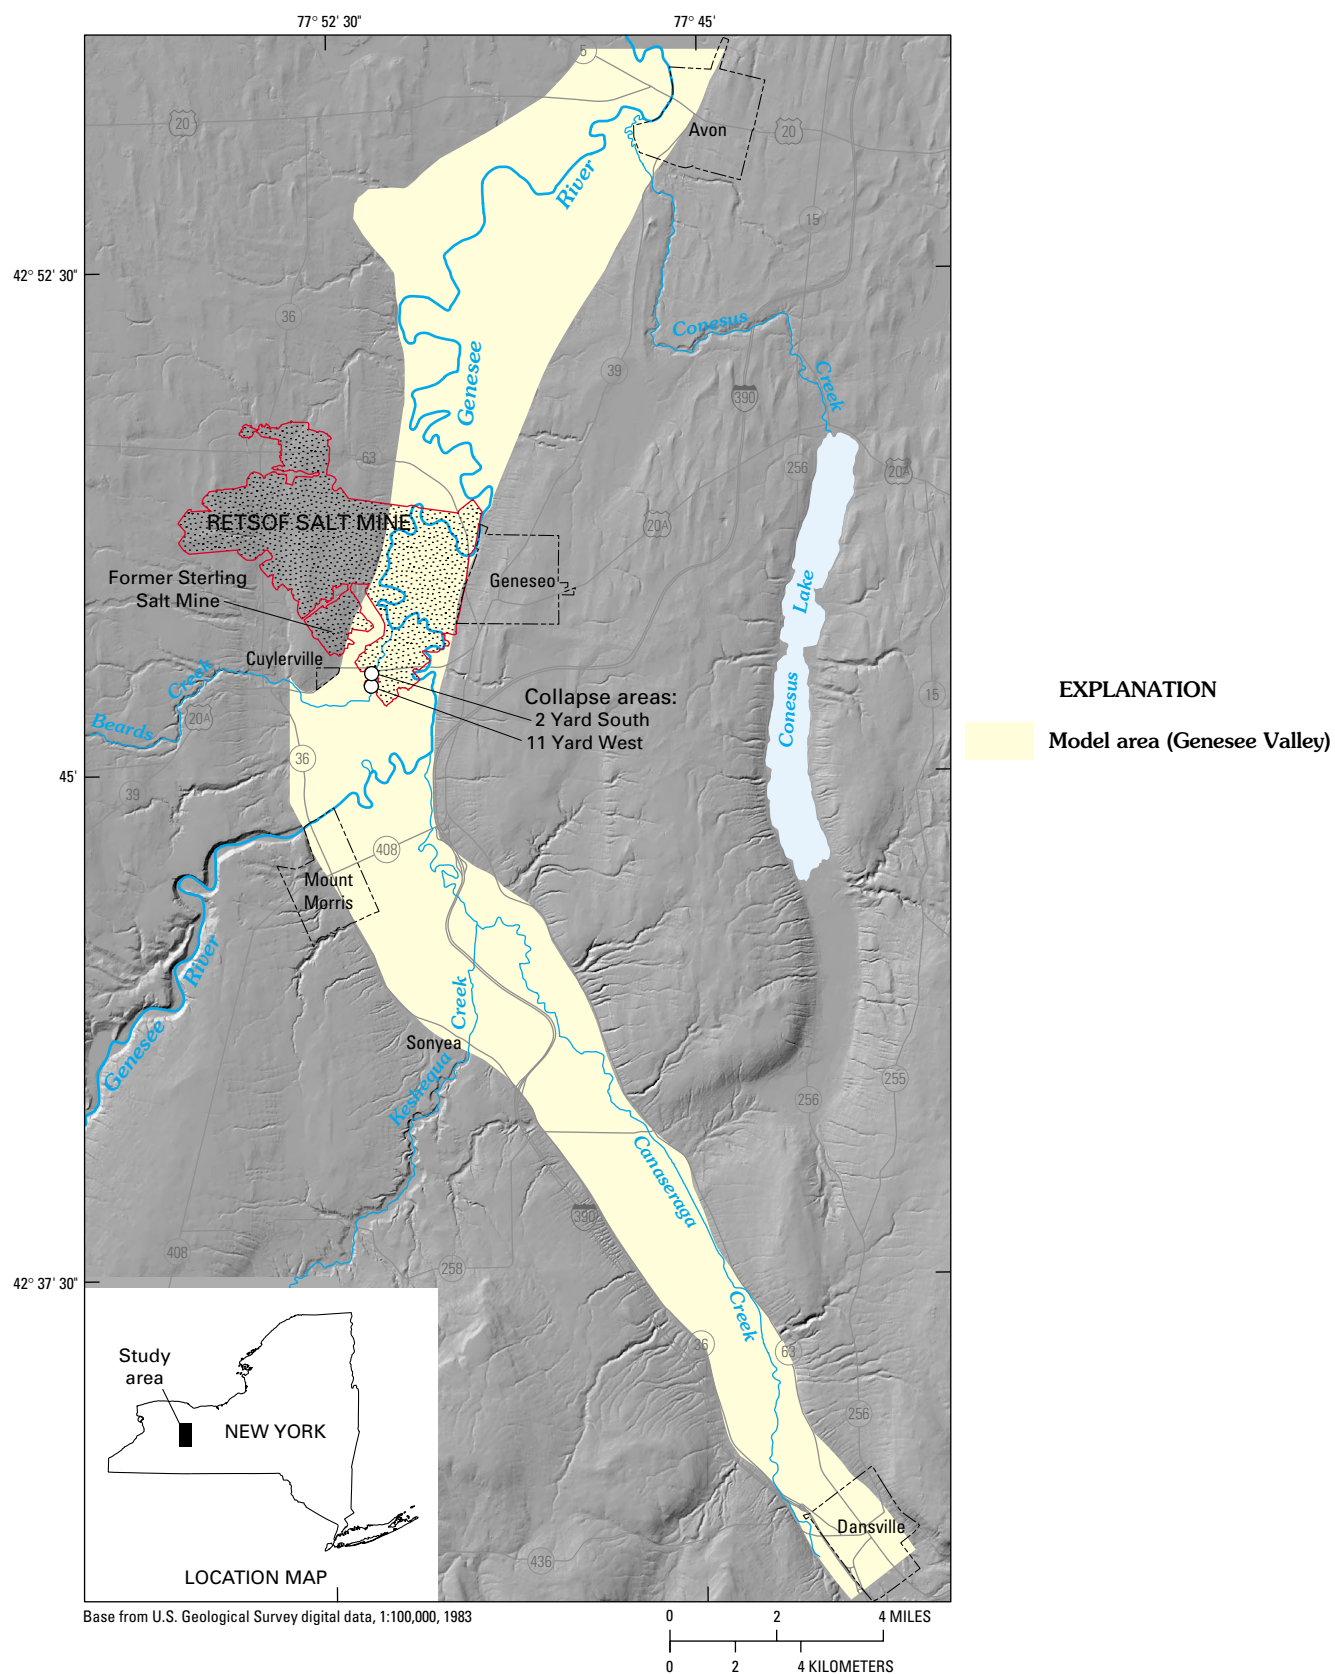 77° 52' 30"
77° 45'
5
20
Avon
20
River
15
42° 52' 30"
36
Conesus
Genesee
39
Creek
390
63
256
20A
RETSOF SALT MINE
20A
Former Sterling
Salt Mine
Geneseo
Lake
Cuylerville
Creek
Collapse areas:
2 Yard South
11 Yard West
Conesus
15
EXPLANATION
Model area (Genesee Valley)
Beards
20A
36
45'
39
408
Mount
Morris
River
Creek
Genesee
Sonyea
Keshequa
255
256
Canaseraga
390
408
258
42° 37' 30"
Creek
36
63
Study
area
NEW YORK
256
Dansville
436
LOCATION MAP
Base from U.S. Geological Survey digital data, 1:100,000, 1983
0 2 4 MILES
0 2 4 KILOMETERS